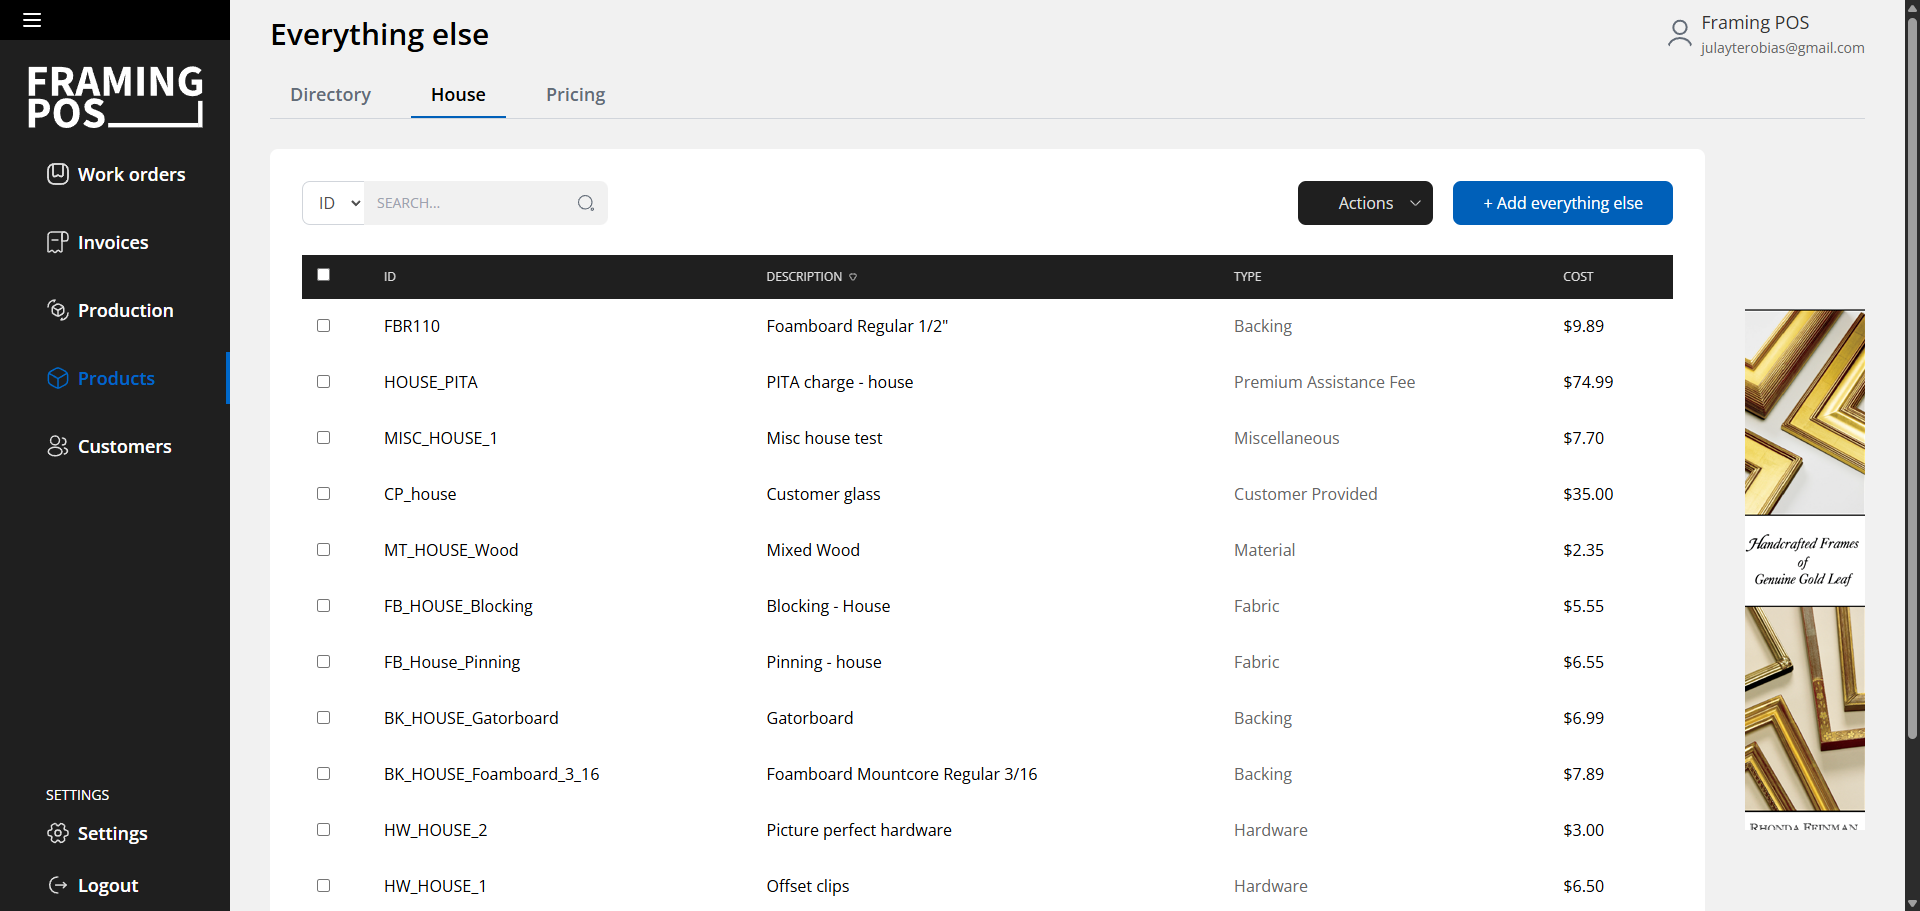 Everything else
Framing POS
julayterobias@gmail.com
FRAMING
POS
Directory
House
Pricing
Work orders
Invoices
Production
Products
Customers
SETTINGS
Settings
Logout
ID
SEARCH...
Actions
+ Add everything else
ID DESCRIPTION TYPE COST
FBR110 Foamboard Regular 1/2" Backing $9.89
HOUSE_PITA PITA charge - house Premium Assistance Fee $74.99
MISC_HOUSE_1 Misc house test Miscellaneous $7.70
CP_house Customer glass Customer Provided $35.00
MT_HOUSE_Wood Mixed Wood Material $2.35
FB_HOUSE_Blocking Blocking - House Fabric $5.55
FB_House_Pinning Pinning - house Fabric $6.55
BK_HOUSE_Gatorboard Gatorboard Backing $6.99
BK_HOUSE_Foamboard_3_16 Foamboard Mountcore Regular 3/16 Backing $7.89
HW_HOUSE_2 Picture perfect hardware Hardware $3.00
HW_HOUSE_1 Offset clips Hardware $6.50
Handcrafted Frames
of
Genuine Gold Leaf
RHONDA FEINMAN